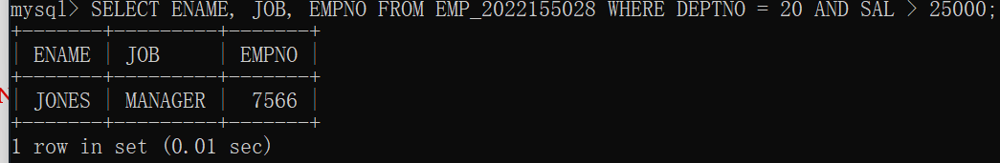 mysql> SELECT ENAME, JOB, EMPNO FROM EMP_2022155028 WHERE DEPTNO = 20 AND SAL > 25000;
+-------+---------+-------+
| ENAME | JOB     | EMPNO |
+-------+---------+-------+
| JONES | MANAGER |  7566 |
+-------+---------+-------+
1 row in set (0.01 sec)